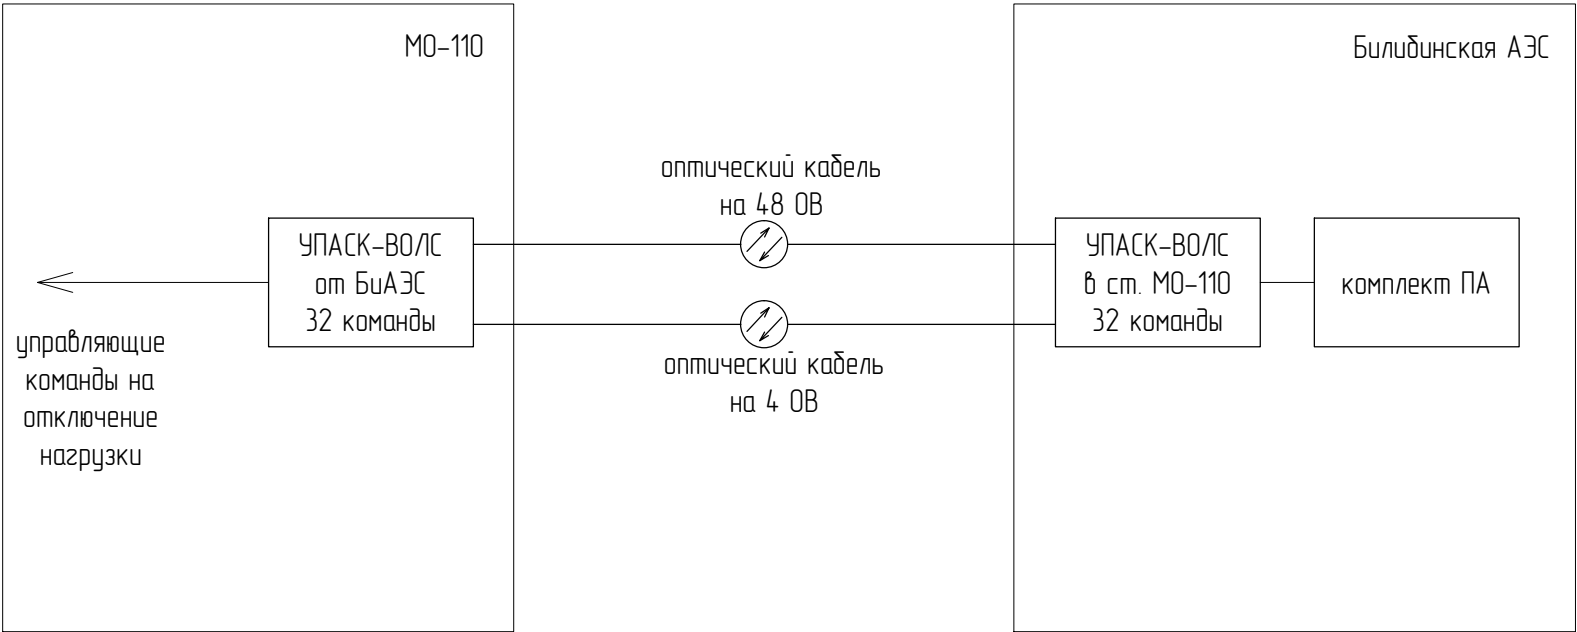 МО-110
Билибинская АЭС
оптический кабель
на 48 ОВ
УПАСК-ВОЛС
от БиАЭС
32 команды
УПАСК-ВОЛС
в ст. МО-110
32 команды
комплект ПА
управляющие
команды на
отключение
нагрузки
оптический кабель
на 4 ОВ